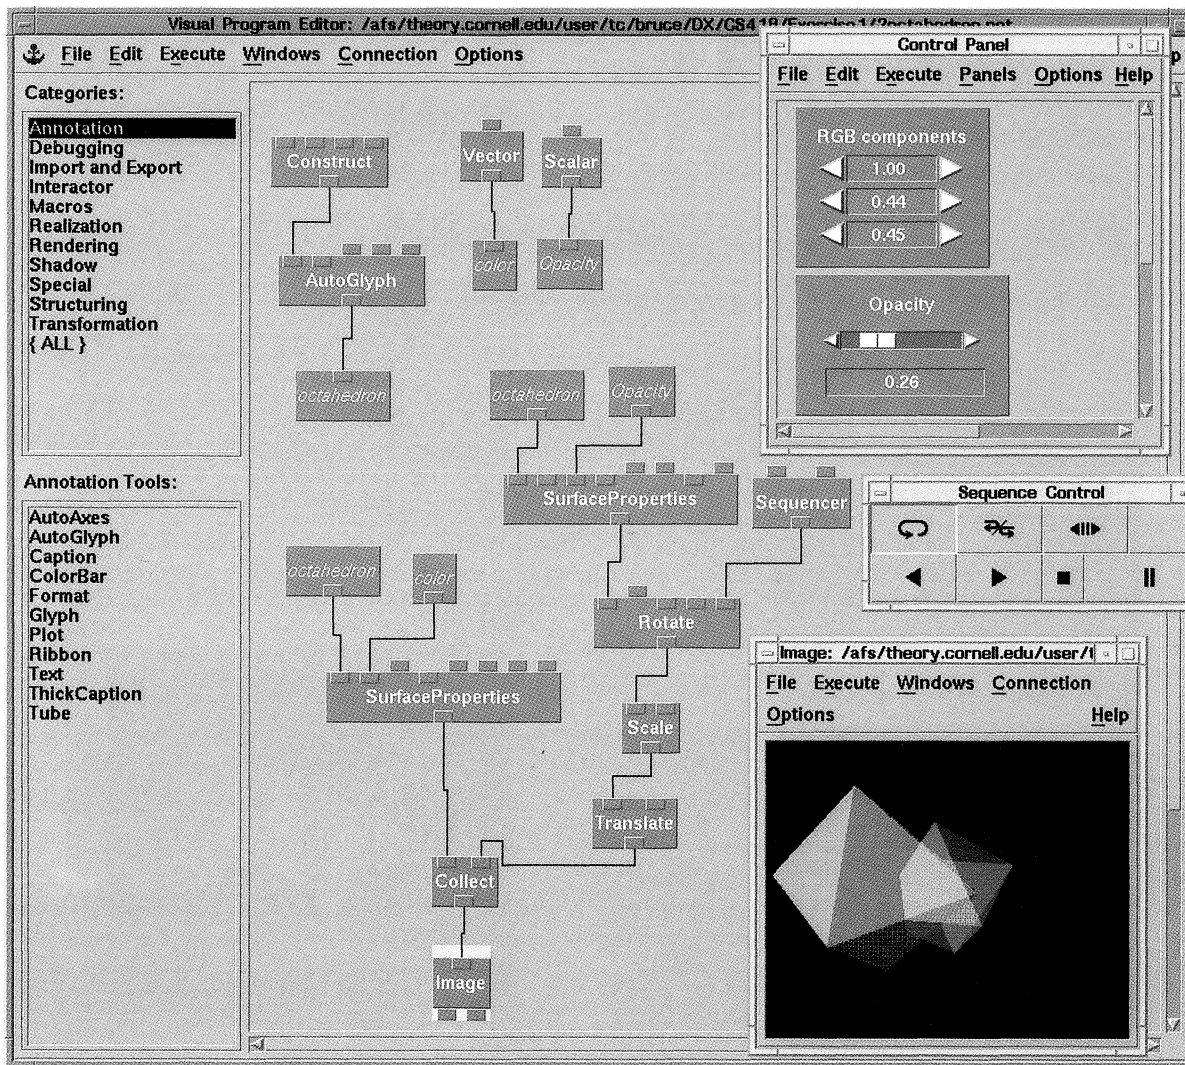 Visual Program Editor: /afs/theory.cornell.edu/user/tc/bruce/DX/CS418/Exercise1/2octahedron.net
File Edit Execute Windows Connection Options
Categories:
Annotation
Debugging
Import and Export
Interactor
Macros
Realization
Rendering
Shadow
Special
Structuring
Transformation
{ ALL }
Annotation Tools:
AutoAxes
AutoGlyph
Caption
ColorBar
Format
Glyph
Plot
Ribbon
Text
ThickCaption
Tube
Construct
Vector
Scalar
AutoGlyph
color
Opacity
octahedron
octahedron
Opacity
SurfaceProperties
Sequencer
octahedron
color
Rotate
SurfaceProperties
Scale
Translate
Collect
Image
Control Panel
File Edit Execute Panels Options Help
RGB components
1.00
0.44
0.45
Opacity
0.26
Sequence Control
Image: /afs/theory.cornell.edu/user/t
File Execute Windows Connection
Options Help